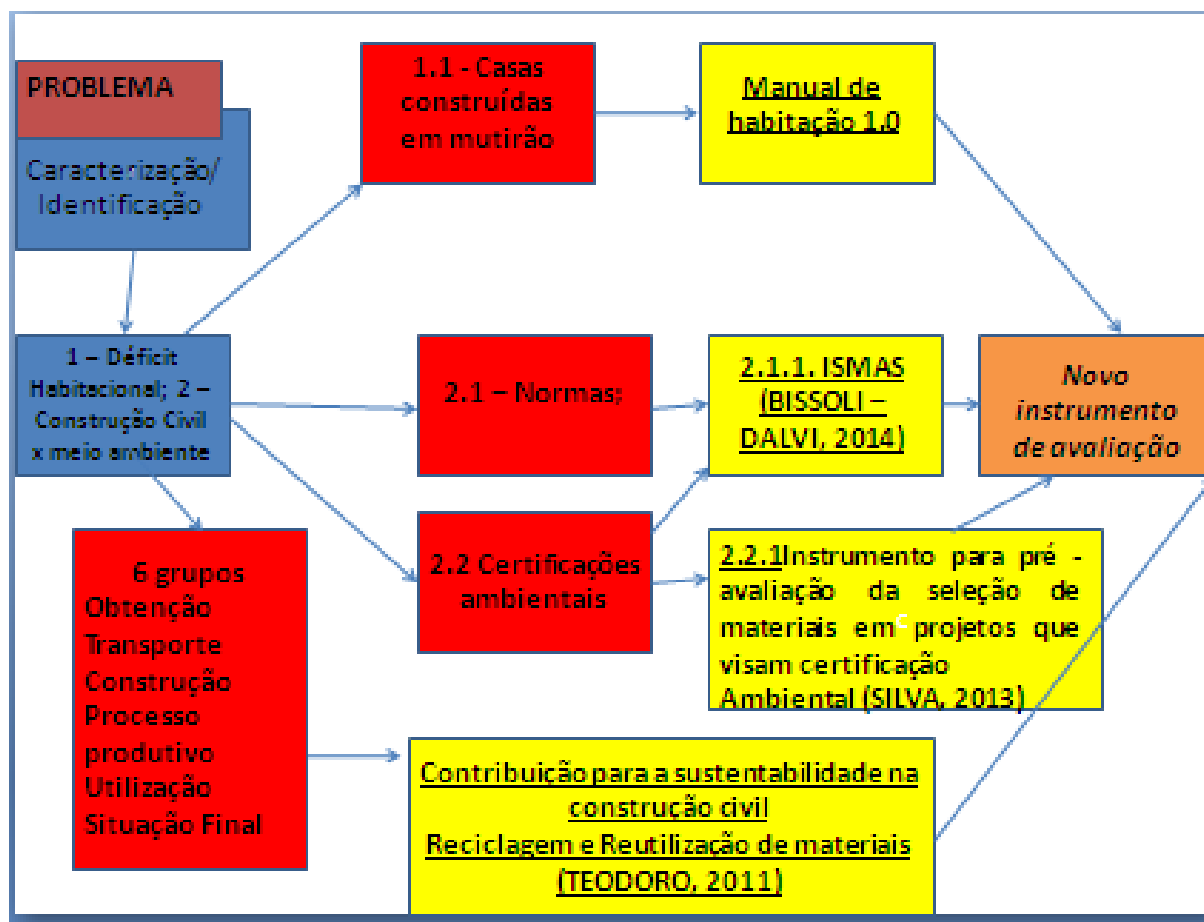 PROBLEMA
Caracterização/
Identificação
1.1 - Casas
construídas
em mutirão
Manual de
habitação 1.0
1 – Déficit
Habitacional; 2 –
Construção Civil
x meio ambiente
2.1 – Normas;
2.1.1. ISMAS
(BISSOLI –
DALVI, 2014)
Novo
instrumento
de avaliação
6 grupos
Obtenção
Transporte
Construção
Processo
produtivo
Utilização
Situação Final
2.2 Certificações
ambientais
2.2.1Instrumento para pré -
avaliação da seleção de
materiais em projetos que
visam certificação
Ambiental (SILVA, 2013)
Contribuição para a sustentabilidade na
construção civil
Reciclagem e Reutilização de materiais
(TEODORO, 2011)